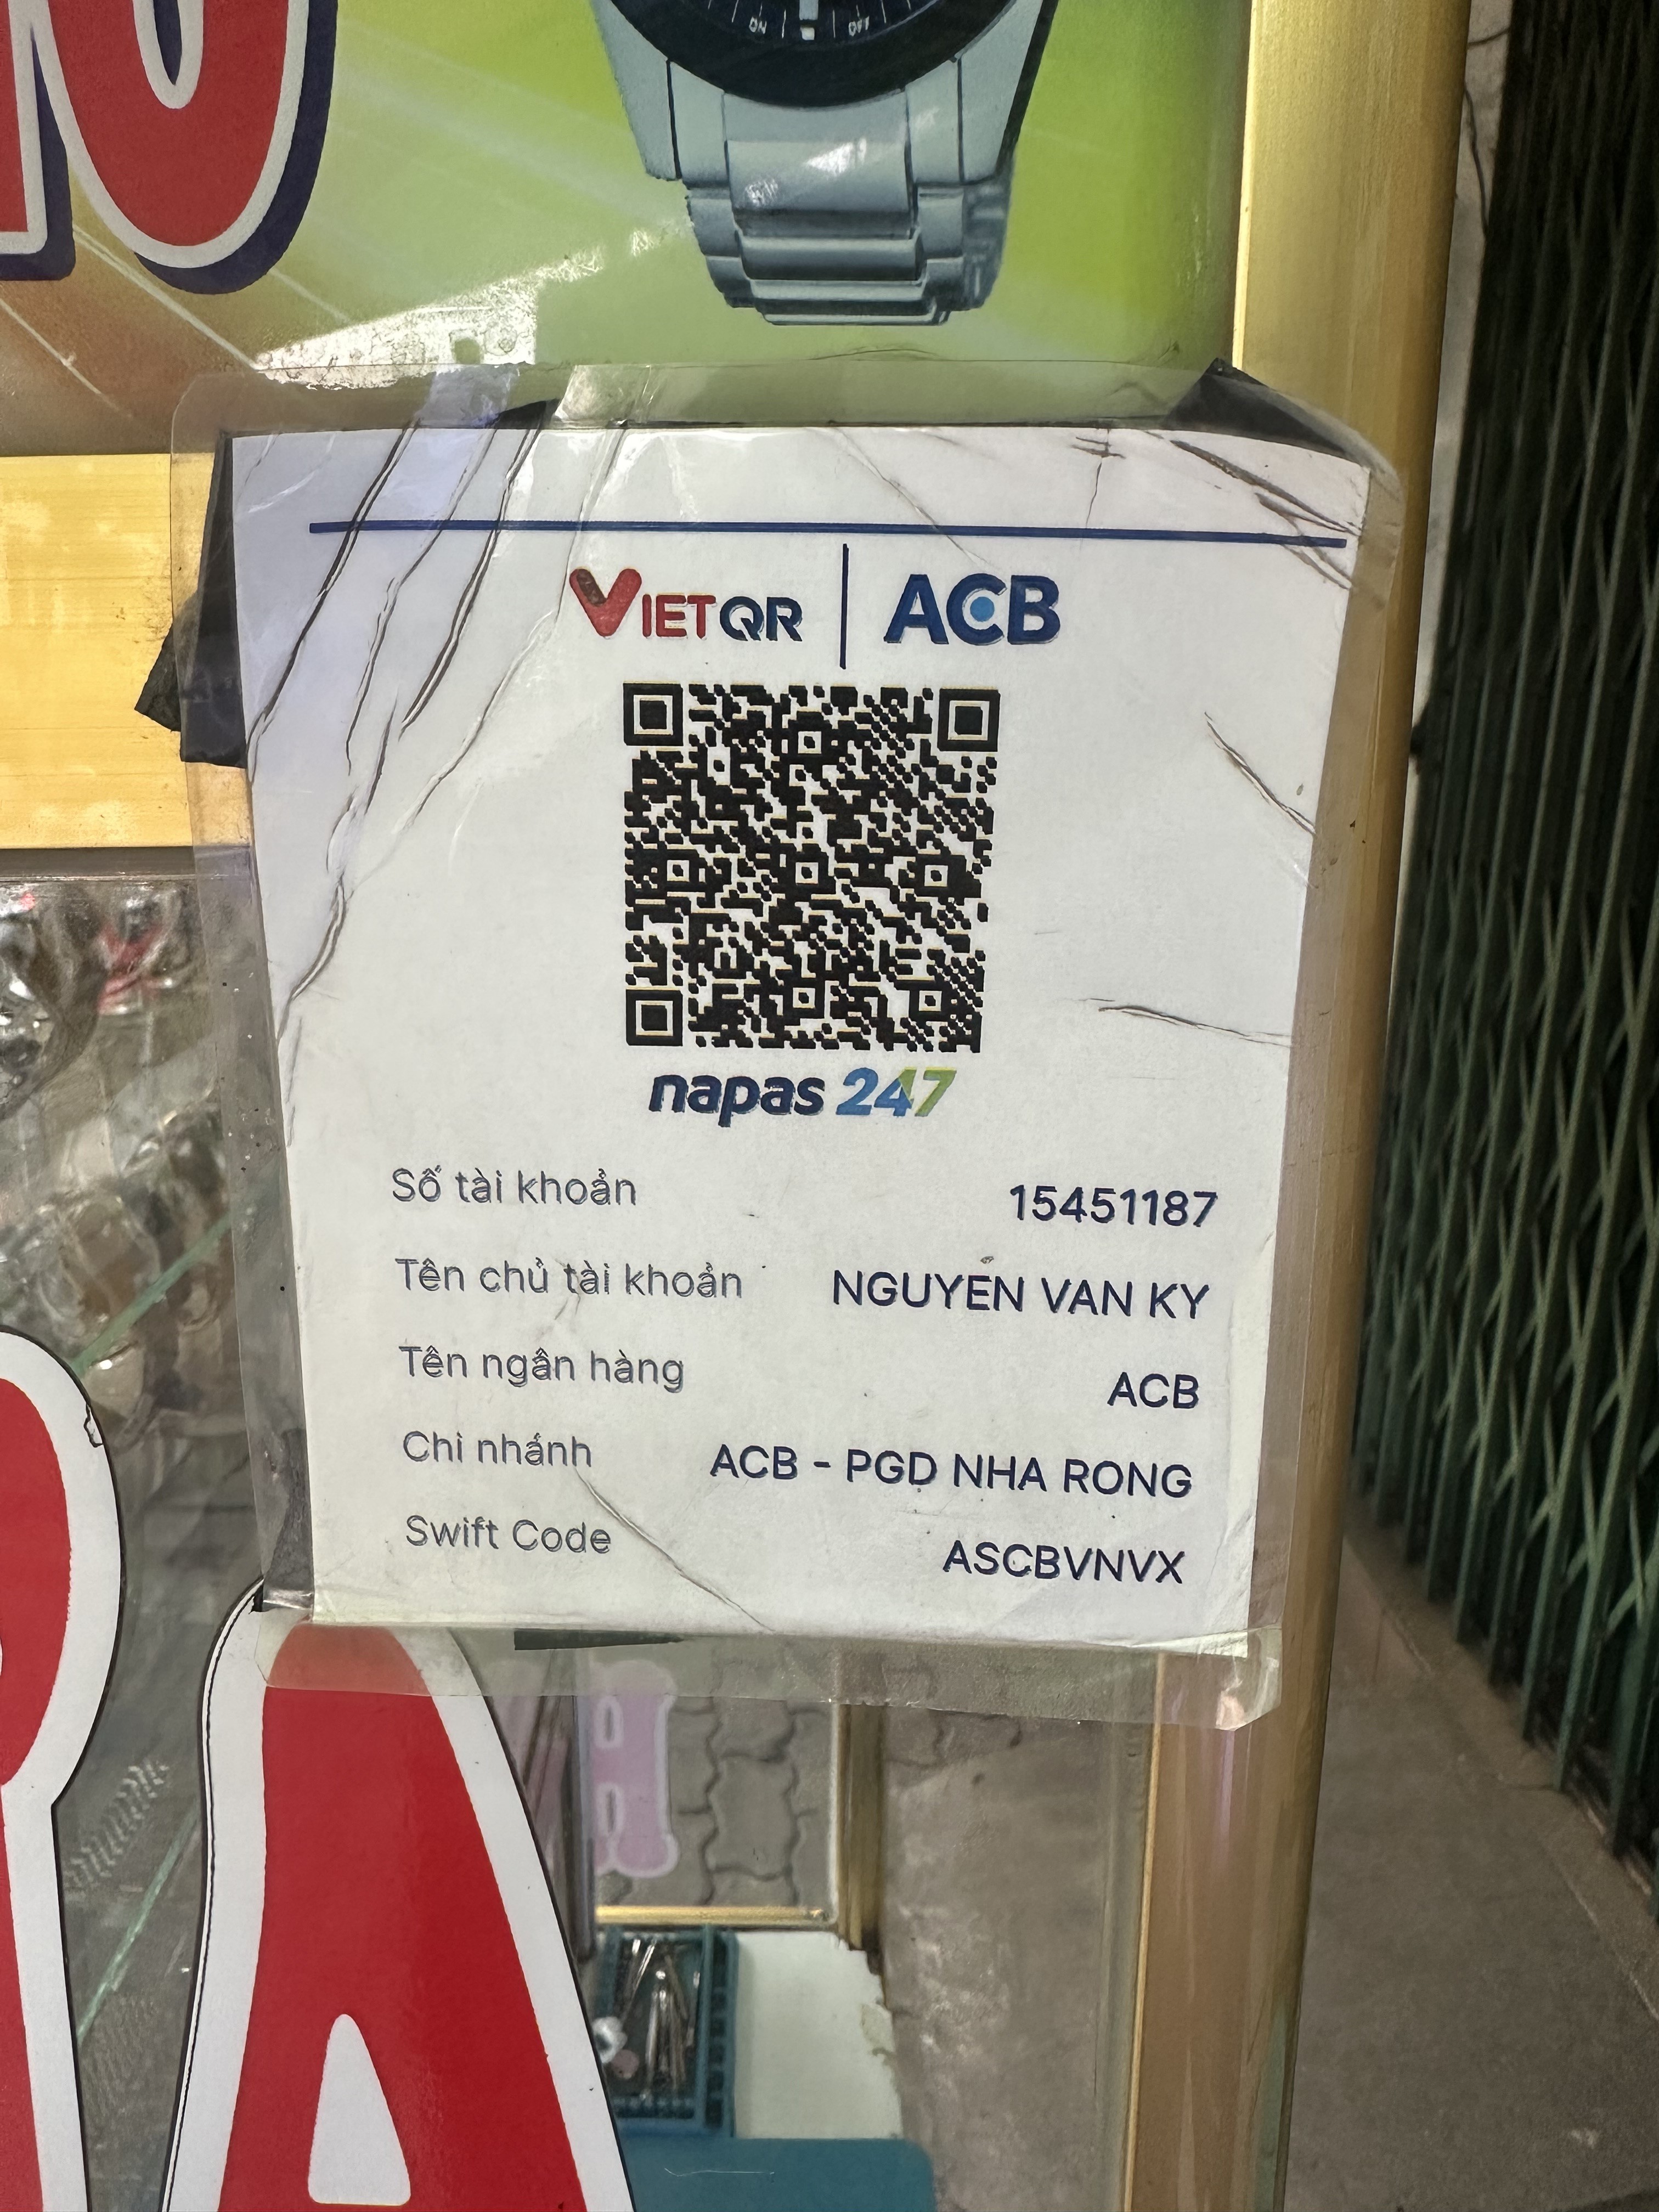 ON OFF
VIETQR | ACB
napas 247
Số tài khoản 15451187
Tên chủ tài khoản NGUYEN VAN KY
Tên ngân hàng ACB
Chi nhánh ACB - PGD NHA RONG
Swift Code ASCBVNVX
A